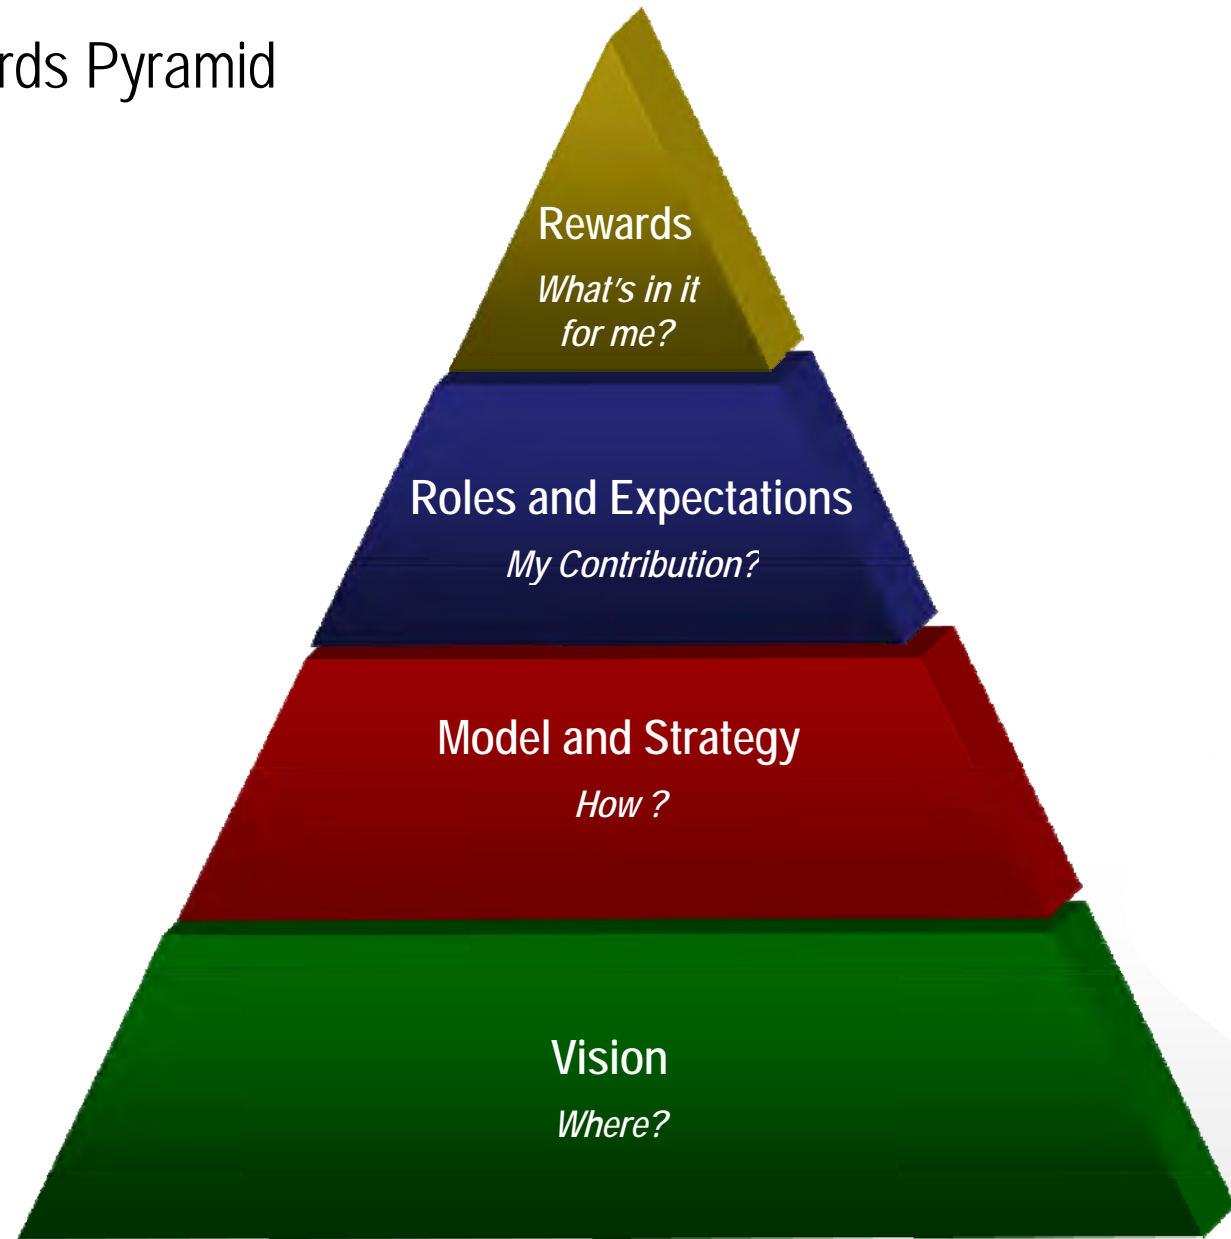 rds Pyramid
Rewards
What's in it
for me?
Roles and Expectations
My Contribution?
Model and Strategy
How ?
Vision
Where?